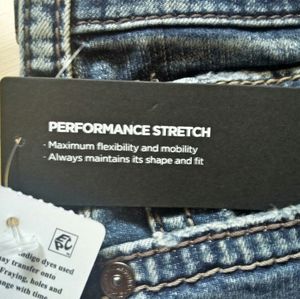 PERFORMANCE STRETCH
- Maximum flexibility and mobility
- Always maintains its shape and fit
ndigo dyes used
ay transfer onto
Fraying, holes and
ange with time.